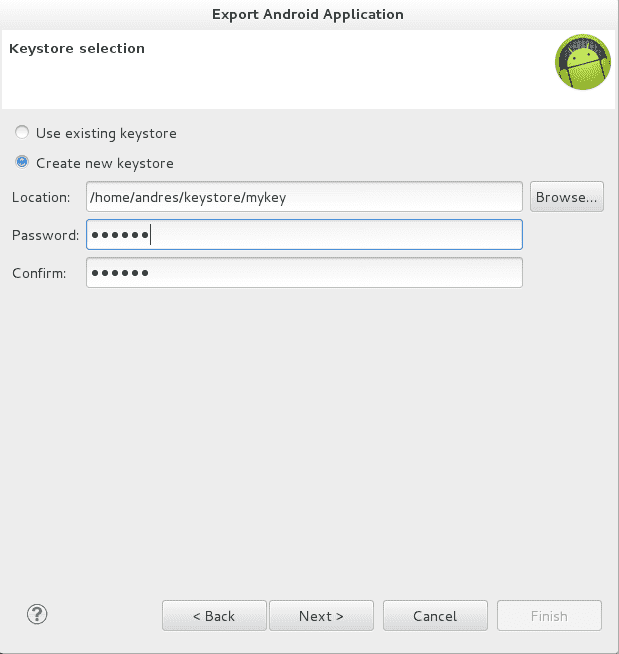 Export Android Application
Keystore selection
Use existing keystore
Create new keystore
Location: /home/andres/keystore/mykey Browse...
Password: ●●●●●●
Confirm: ●●●●●●
? < Back Next > Cancel Finish